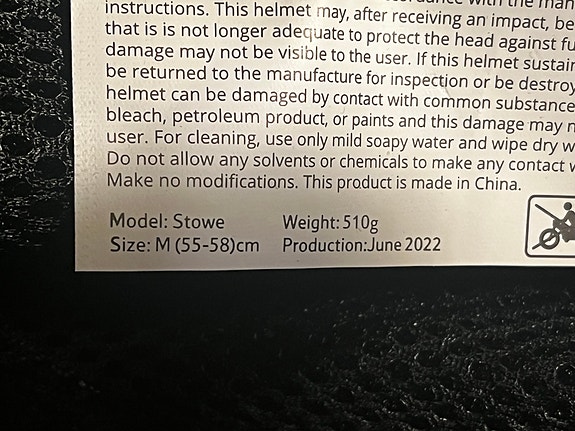 instructions. This helmet may, after receiving an impact, be
that is is not longer adequate to protect the head against
damage may not be visible to the user. If this helmet
be returned to the manufacture for inspection or be
helmet can be damaged by contact with common
bleach, petroleum product, or paints and this damage may
user. For cleaning, use only mild soapy water and wipe dry
Do not allow any solvents or chemicals to make any contact
Make no modifications. This product is made in China.
Model: Stowe Weight: 510g
Size: M (55-58)cm Production:June 2022